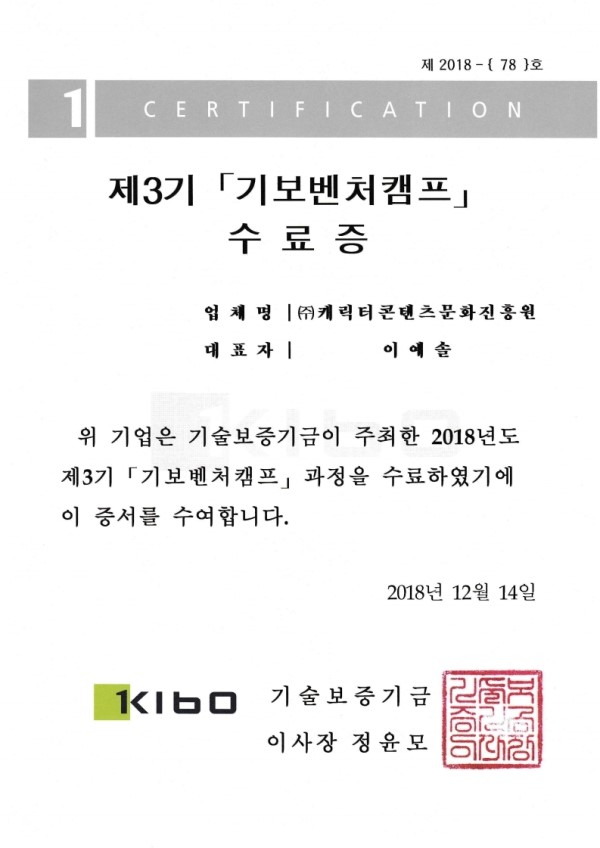 제 2018 - { 78 }호
1 CERTIFICATION
제3기 「기보벤처캠프」
수 료 증
업 체 명 | ㈜캐릭터콘텐츠문화진흥원
대 표 자 | 이 예 솔
위 기업은 기술보증기금이 주최한 2018년도
제3기 「기보벤처캠프」 과정을 수료하였기에
이 증서를 수여합니다.
2018년 12월 14일
1KIBO 기술보증기금
이사장 정윤모